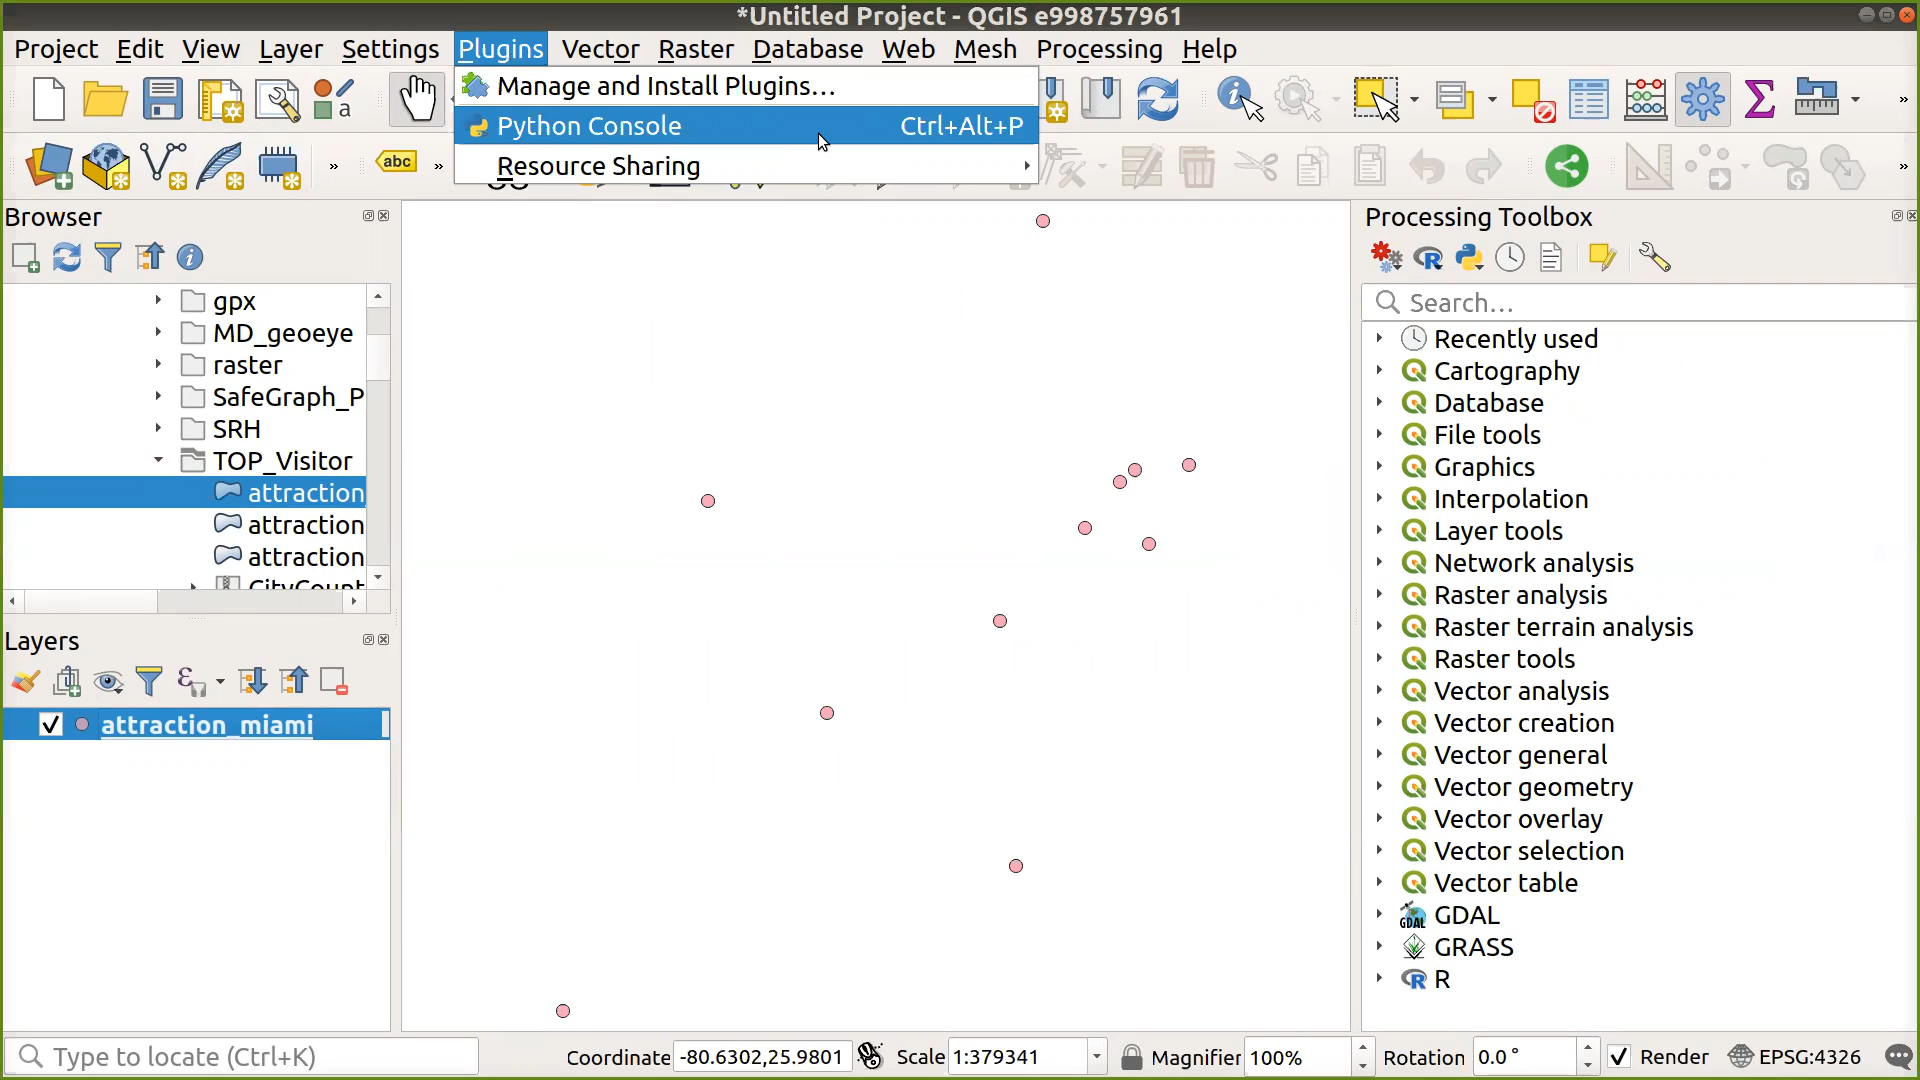 *Untitled Project - QGIS e998757961
Project Edit View Layer Settings Plugins Vector Raster Database Web Mesh Processing Help
Manage and Install Plugins...
Python Console Ctrl+Alt+P
Resource Sharing
a
abc
»
»
»
»
Browser
gpx
MD_geoeye
raster
SafeGraph_P
SRH
TOP_Visitor
attraction
attraction
attraction
CityCount
Layers
attraction_miami
Processing Toolbox
Search...
Recently used
Cartography
Database
File tools
Graphics
Interpolation
Layer tools
Network analysis
Raster analysis
Raster terrain analysis
Raster tools
Vector analysis
Vector creation
Vector general
Vector geometry
Vector overlay
Vector selection
Vector table
GDAL
GDAL
GRASS
R
R
Type to locate (Ctrl+K)
Coordinate -80.6302,25.9801
Scale 1:379341
Magnifier 100%
Rotation 0.0 °
Render
EPSG:4326